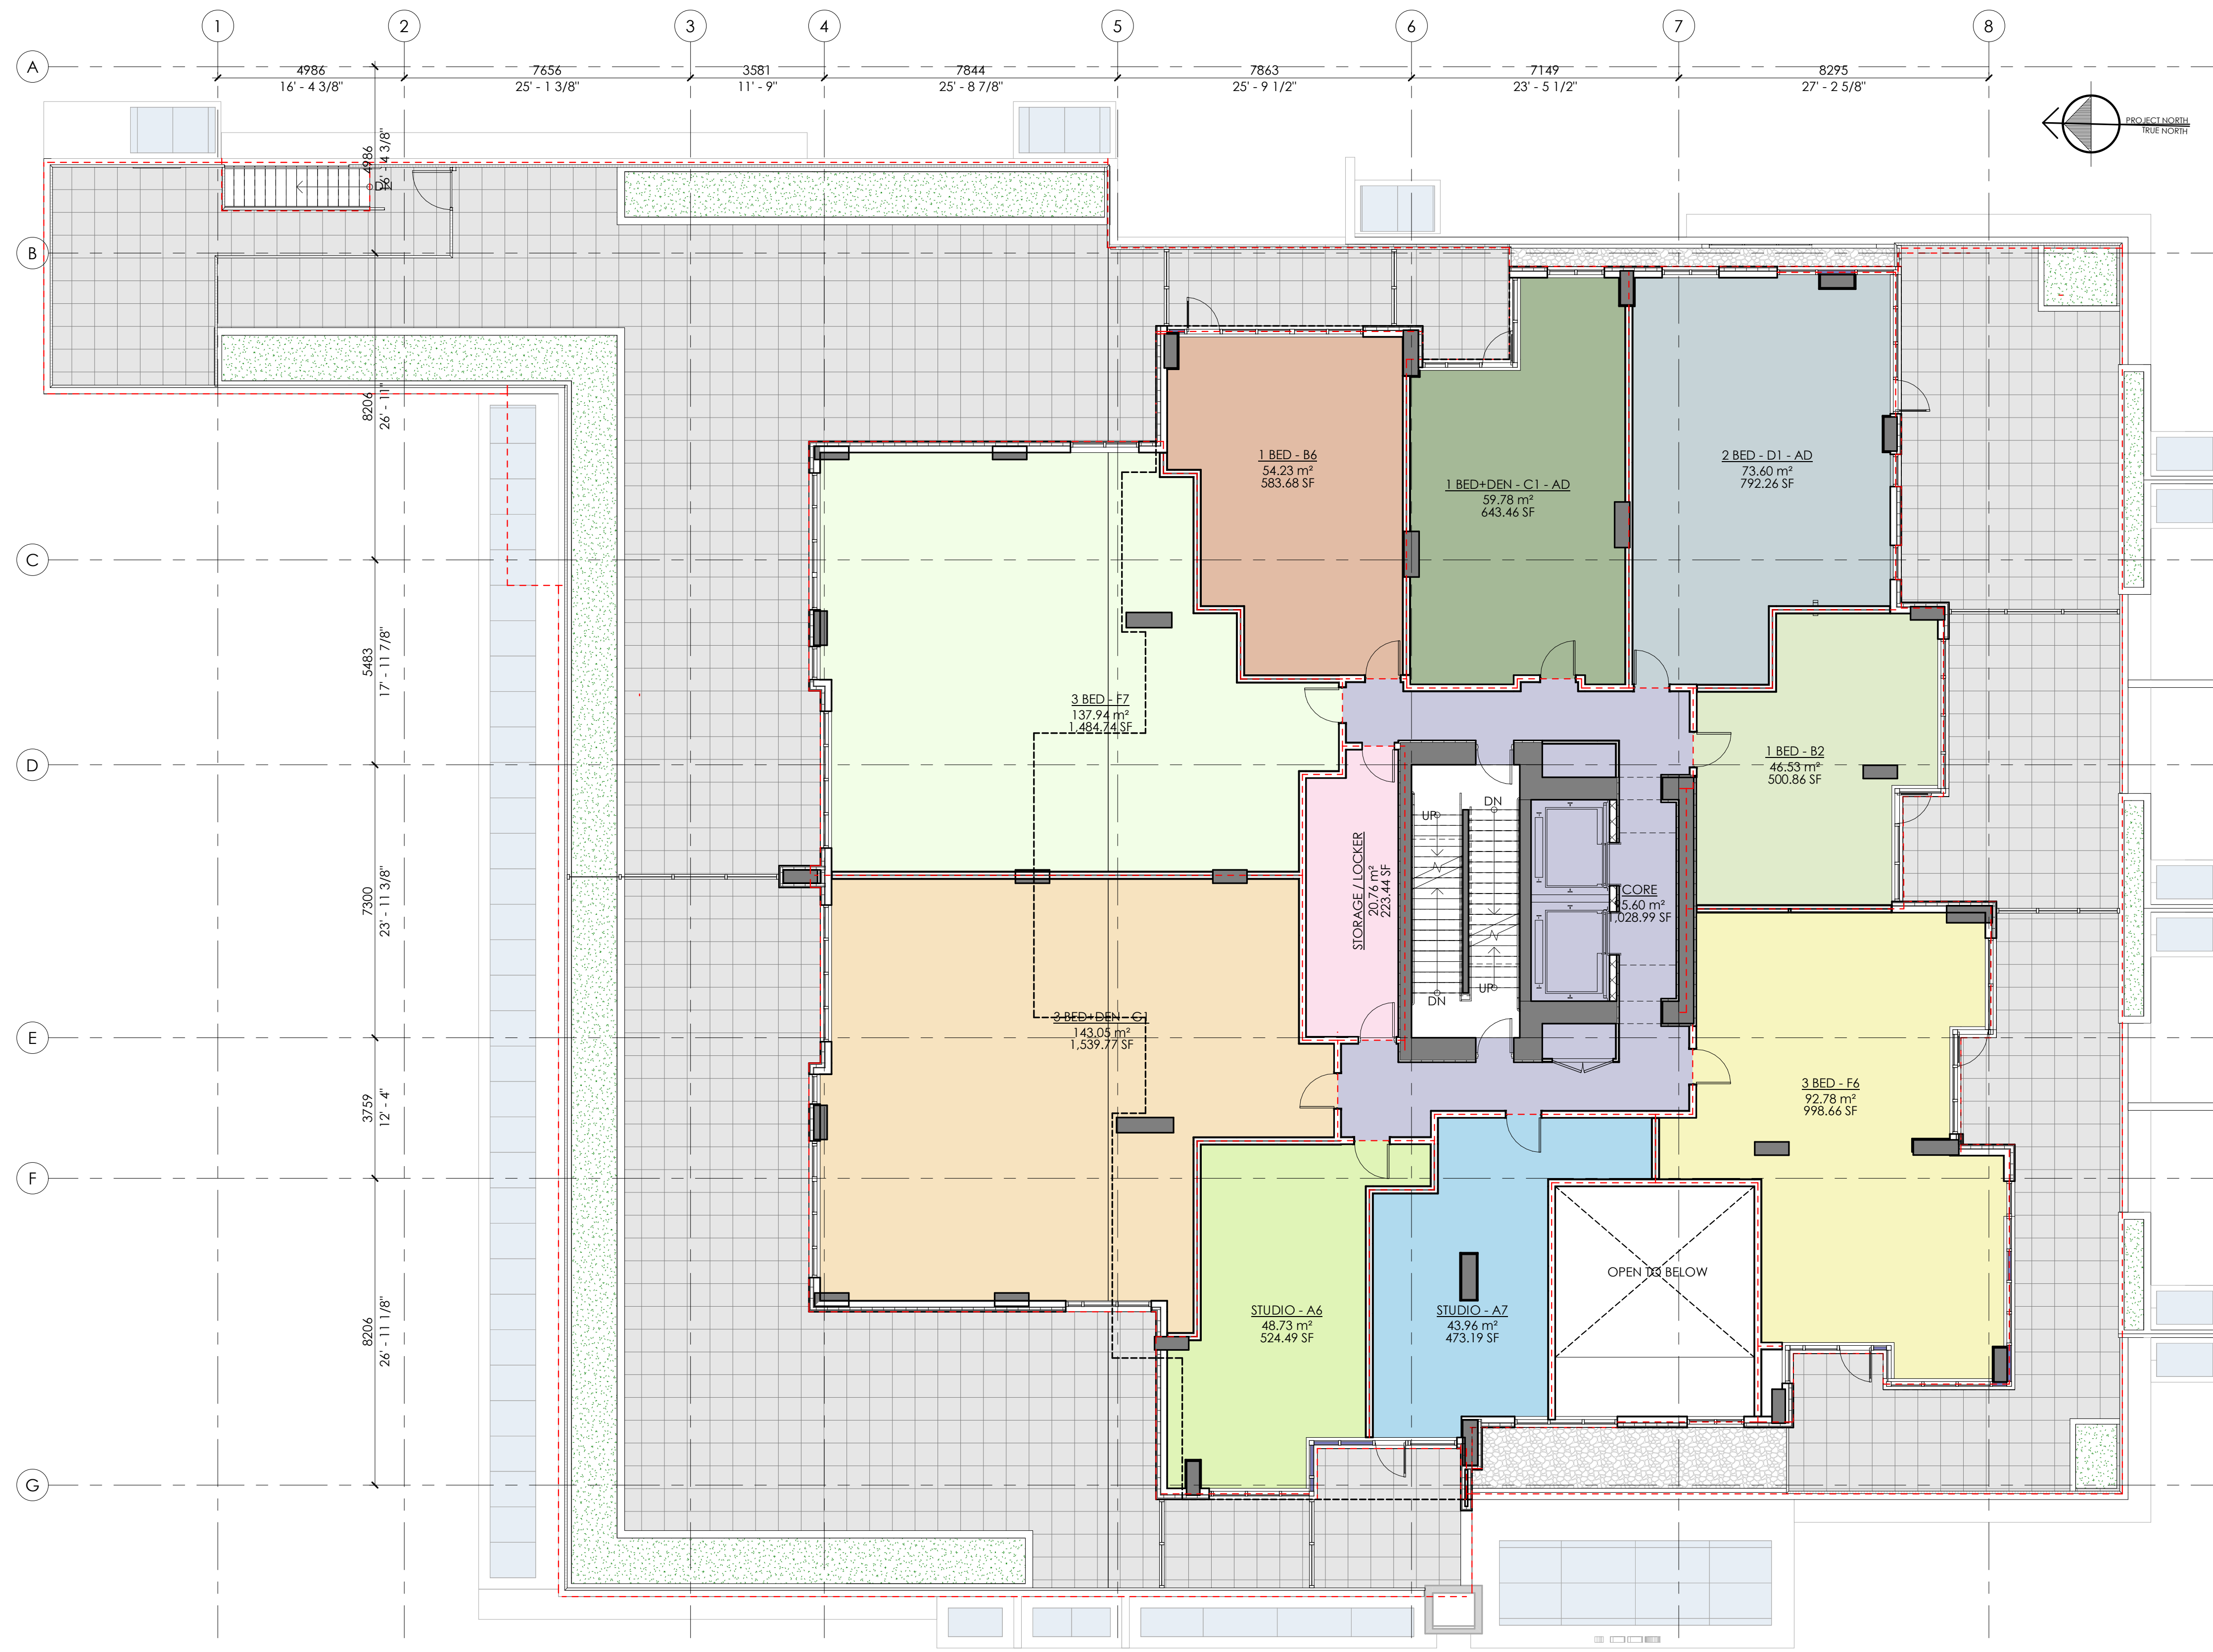 1
2
3
4
5
6
7
8
A
4986
7656
3581
7844
7863
7149
8295
16' - 4 3/8"
25' - 1 3/8"
11' - 9"
25' - 8 7/8"
25' - 9 1/2"
23' - 5 1/2"
27' - 2 5/8"
PROJECT NORTH
TRUE NORTH
4986
16' - 4 3/8"
DN
B
8206
26' - 11"
1 BED - B6
54.23 m²
583.68 SF
1 BED+DEN - C1 - AD
59.78 m²
643.46 SF
2 BED - D1 - AD
73.60 m²
792.26 SF
C
5483
17' - 11 7/8"
3 BED - F7
137.94 m²
1,484.74 SF
D
1 BED - B2
46.53 m²
500.86 SF
UP
DN
7300
23' - 11 3/8"
STORAGE / LOCKER
20.76 m²
223.44 SF
CORE
5.60 m²
1,028.99 SF
DN
UP
E
3 BED+DEN - G1
143.05 m²
1,539.77 SF
3759
12' - 4"
3 BED - F6
92.78 m²
998.66 SF
F
8206
26' - 11 1/8"
OPEN TO BELOW
STUDIO - A6
48.73 m²
524.49 SF
STUDIO - A7
43.96 m²
473.19 SF
G